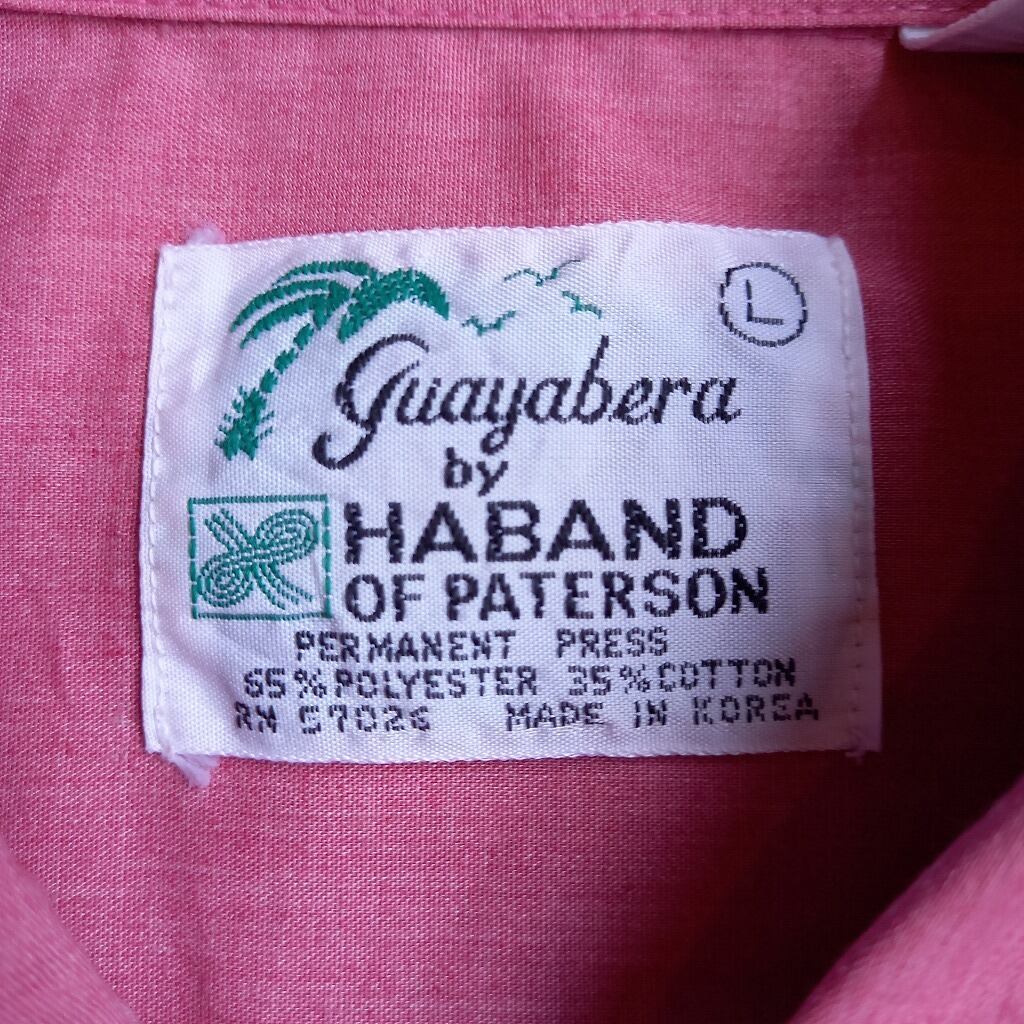 L
Guayabera
by
HABAND
OF PATERSON
PERMANENT PRESS
65% POLYESTER 35% COTTON
RN 57026 MADE IN KOREA